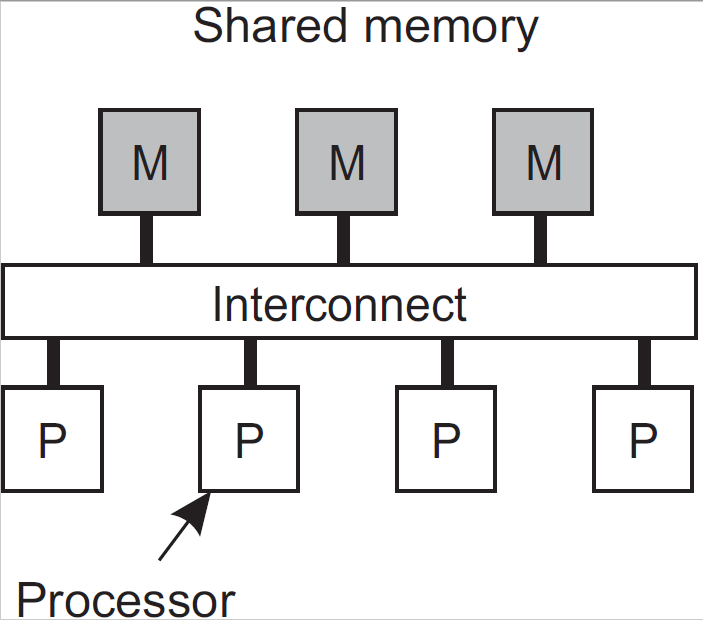 Shared memory
M M M
Interconnect
P P P P
Processor